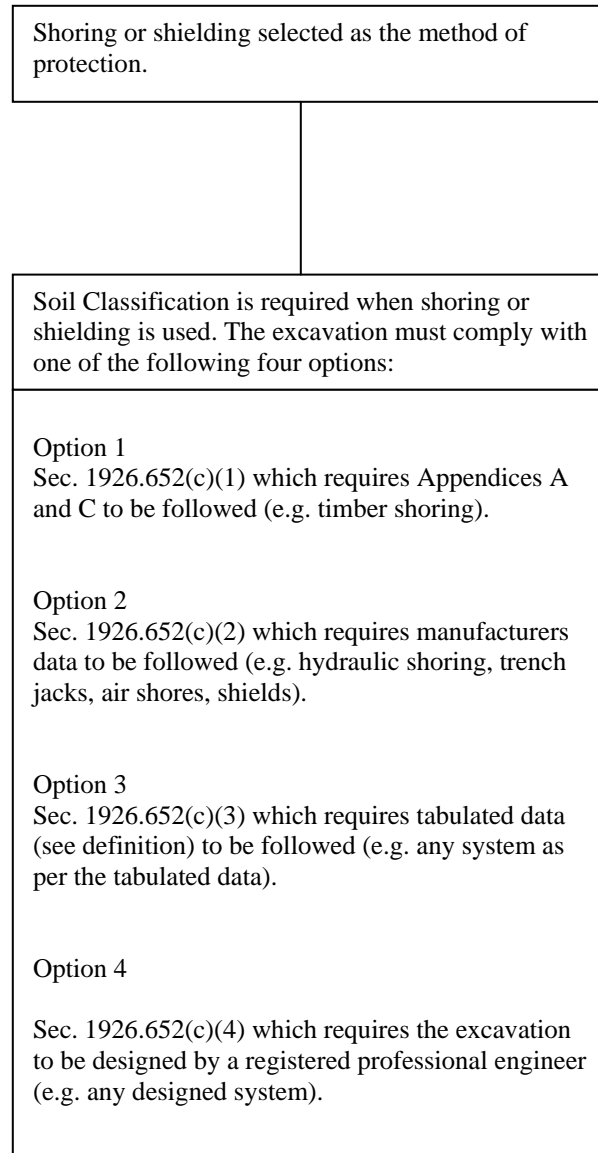 Shoring or shielding selected as the method of
protection.
Soil Classification is required when shoring or
shielding is used. The excavation must comply with
one of the following four options:
Option 1
Sec. 1926.652(c)(1) which requires Appendices A
and C to be followed (e.g. timber shoring).
Option 2
Sec. 1926.652(c)(2) which requires manufacturers
data to be followed (e.g. hydraulic shoring, trench
jacks, air shores, shields).
Option 3
Sec. 1926.652(c)(3) which requires tabulated data
(see definition) to be followed (e.g. any system as
per the tabulated data).
Option 4
Sec. 1926.652(c)(4) which requires the excavation
to be designed by a registered professional engineer
(e.g. any designed system).